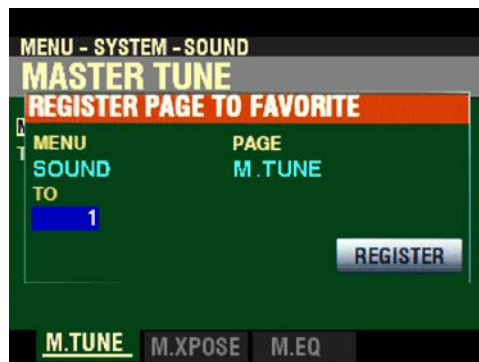 MENU - SYSTEM - SOUND
MASTER TUNE
REGISTER PAGE TO FAVORITE
MENU PAGE
SOUND M.TUNE
TO
1
REGISTER
M.TUNE M.XPOSE M.EQ